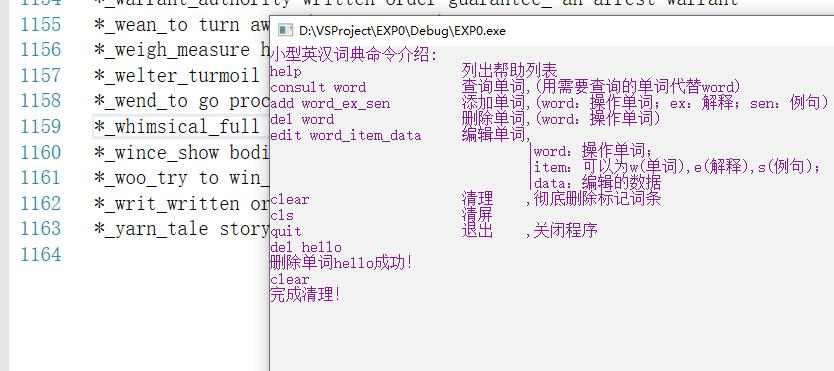 1154 *_warrant_authority written order guarantee_ an arrest warrant
1155 *_wean_to turn aw
1156 *_weigh_measure h
1157 *_welter_turmoil
1158 *_wend_to go proc
1159 *_whimsical_full
1160 *_wince_show bodi
1161 *_woo_try to win_
1162 *_writ_written or
1163 *_yarn_tale story
1164
D:\VSProject\EXP0\Debug\EXP0.exe
小型英汉词典命令介绍:
help 列出帮助列表
consult word 查询单词,(用需要查询的单词代替word)
add word_ex_sen 添加单词,(word: 操作单词; ex: 解释; sen: 例句)
del word 删除单词,(word: 操作单词)
edit word_item_data 编辑单词,
|word: 操作单词;
|item: 可以为w(单词),e(解释),s(例句);
|data: 编辑的数据
clear 清理 ,彻底删除标记词条
cls 清屏
quit 退出 ,关闭程序
del hello
删除单词hello成功!
clear
完成清理!